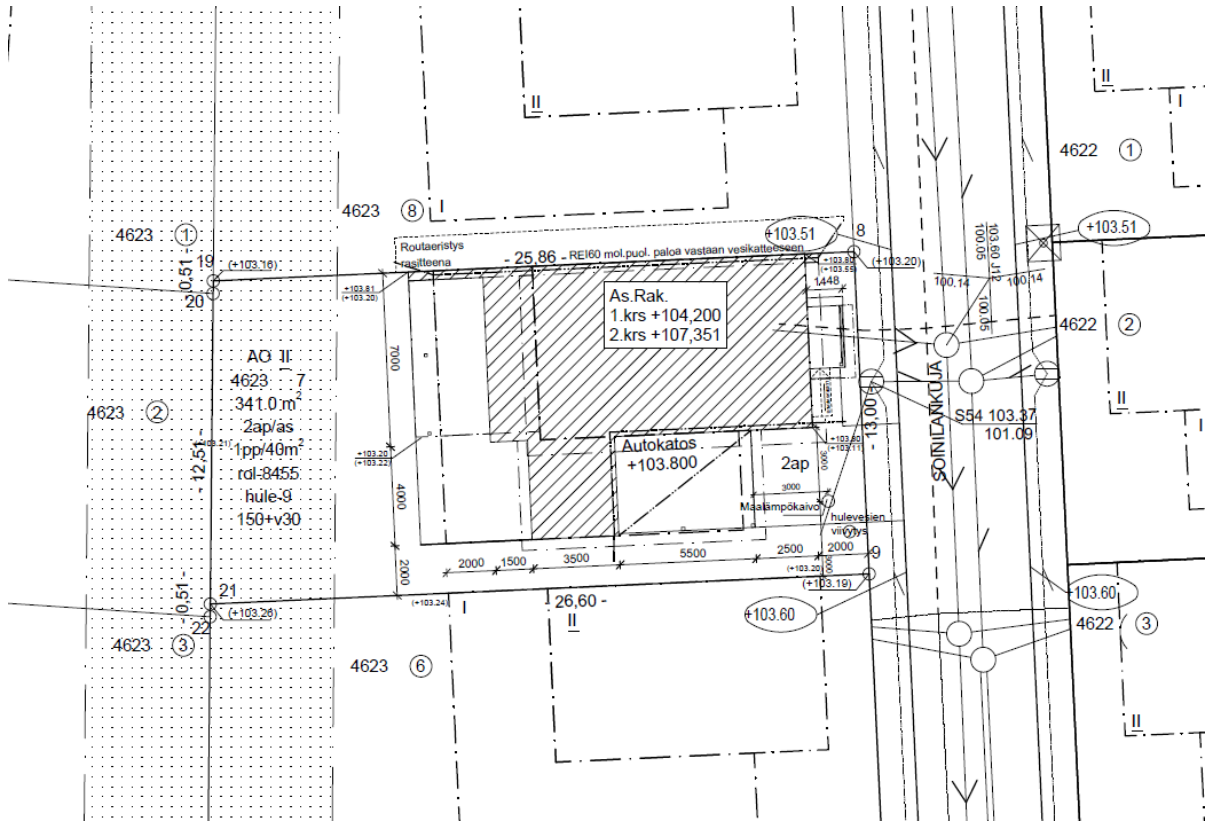 II
II
I
4622 1
4623 8 I
+103.51
+103.51
8
4623 1
Routaeristys
rasitteena
- 25,86 -
REI60 mol.puol. paloa vastaan vesikatteeseen
103.60 J12
100.05
19
(+103.16)
+103.80
(+103.55)
(+103.20)
-0,51-
20
+103.81
(+103.20)
1448
100.14
100.14
100.05
As.Rak.
1.krs +104,200
2.krs +107,351
4622 2
AO II
4623 7
341.0 m²
2ap/as
1pp/40m²
rol-8455
hule-9
150+v30
7000
SOINILANKUJA
4623 2
(+103.21)
- 12,51 -
- 13,00 -
S54 103.37
101.09
II
I
+103.20
(+103.22)
Autokatos
+103.800
+103.80
(+103.11)
2ap
3000
3000
4000
Maalämpökaivo
hulevesien
viivytys
2000
2000
1500
3500
5500
2500
2000
9
(+103.20)
3000
(+103.19)
- 0,51 -
21
(+103.26)
22
(+103.24)
I
- 26,60 -
II
+103.60
+103.60
4623 3
4622 3
4623 6
II
I